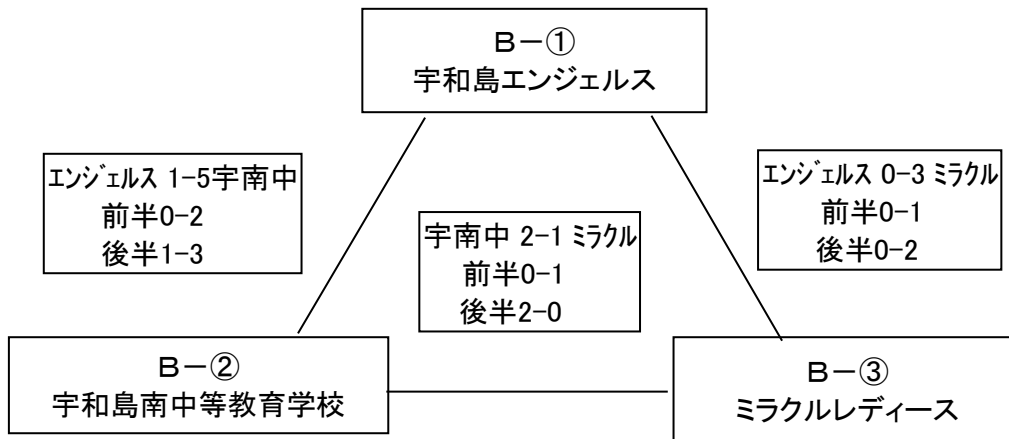 B-①
宇和島エンジェルス
エンジェルス 1-5宇南中
前半0-2
後半1-3
宇南中 2-1 ミラクル
前半0-1
後半2-0
エンジェルス 0-3 ミラクル
前半0-1
後半0-2
B-②
宇和島南中等教育学校
B-③
ミラクルレディース